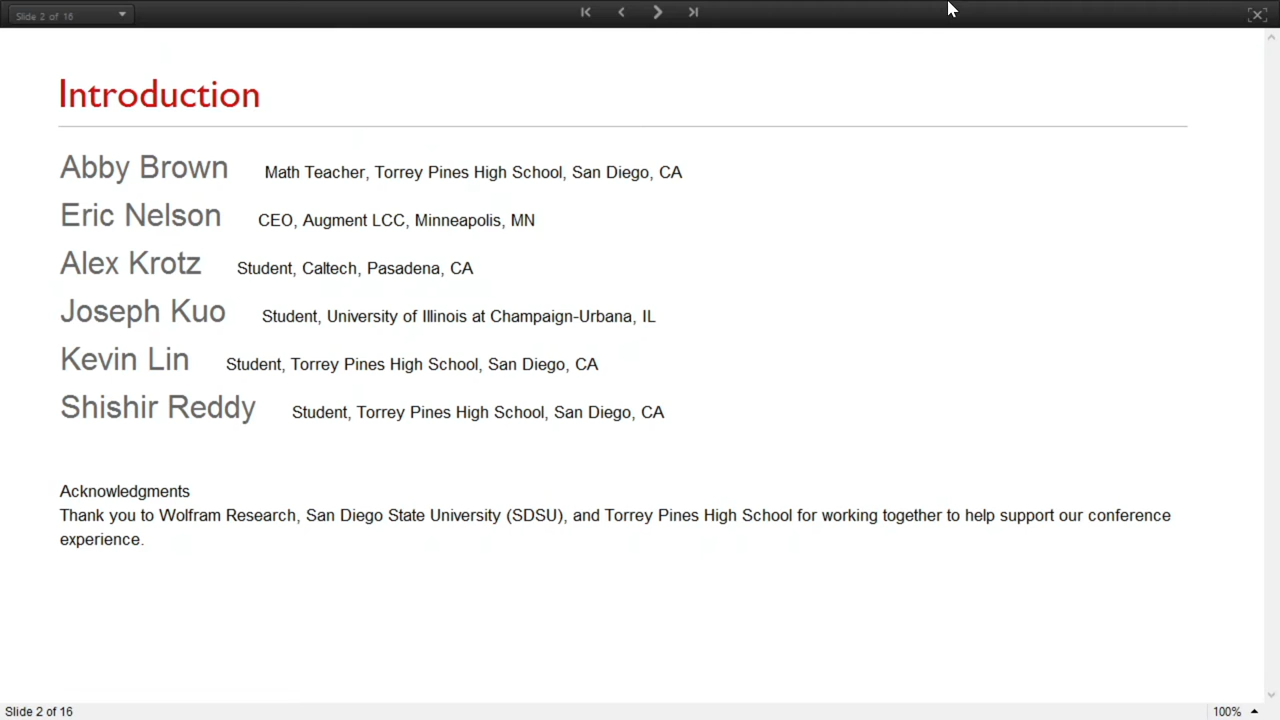 Slide 2 of 16
Introduction
Abby Brown Math Teacher, Torrey Pines High School, San Diego, CA
Eric Nelson CEO, Augment LCC, Minneapolis, MN
Alex Krotz Student, Caltech, Pasadena, CA
Joseph Kuo Student, University of Illinois at Champaign-Urbana, IL
Kevin Lin Student, Torrey Pines High School, San Diego, CA
Shishir Reddy Student, Torrey Pines High School, San Diego, CA
Acknowledgments
Thank you to Wolfram Research, San Diego State University (SDSU), and Torrey Pines High School for working together to help support our conference
experience.
Slide 2 of 16 100%